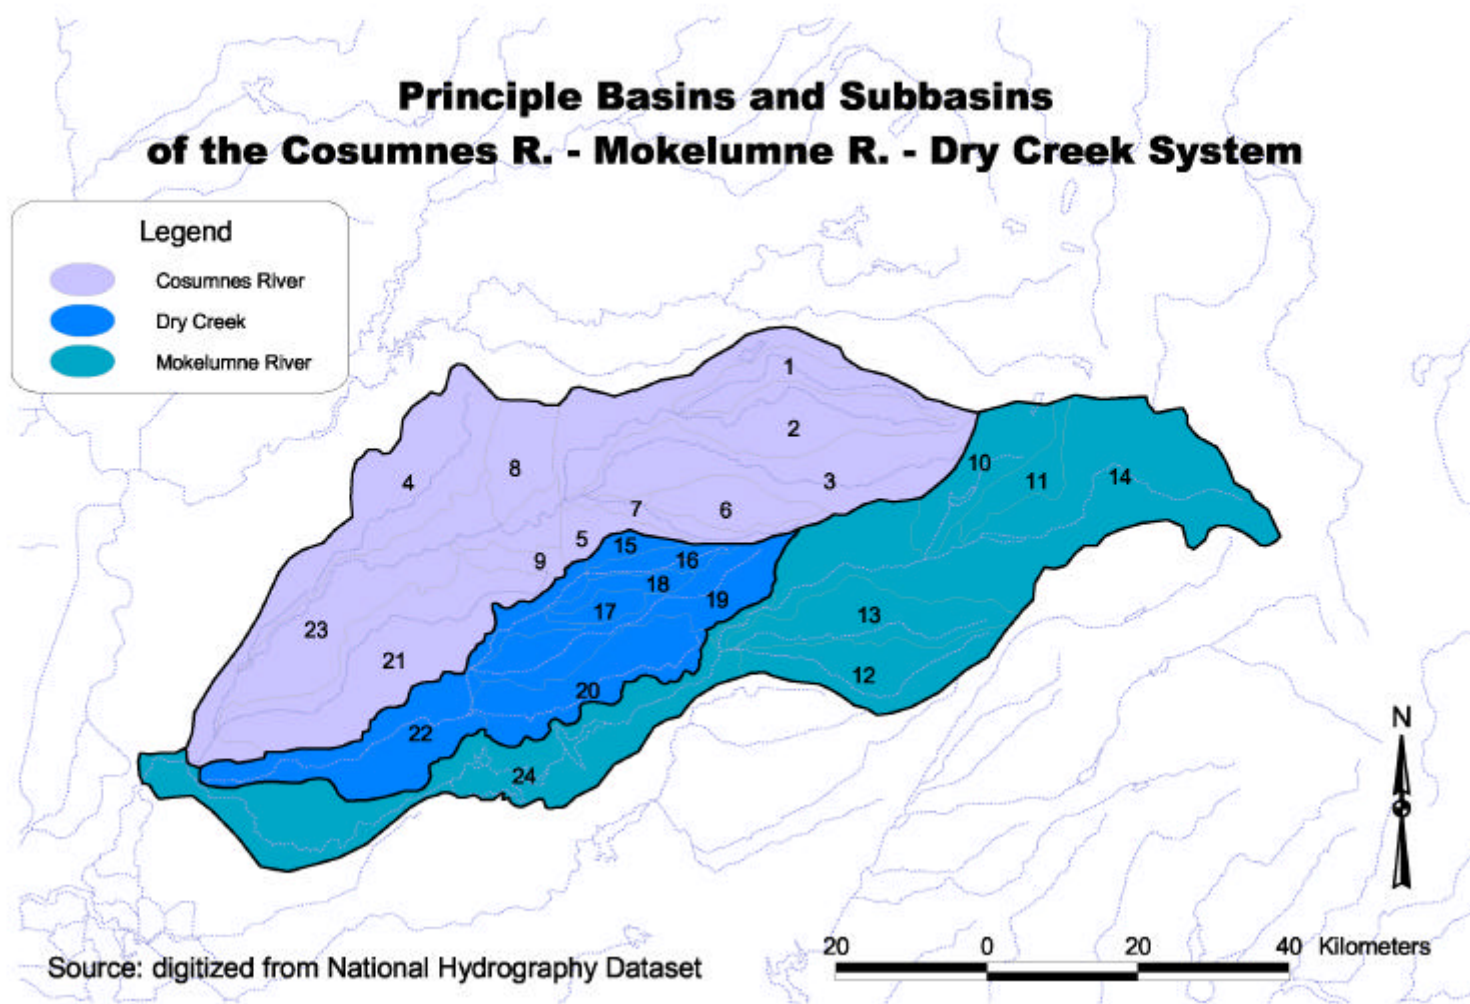 Principle Basins and Subbasins
of the Cosumnes R. - Mokelumne R. - Dry Creek System
Legend
Cosumnes River
Dry Creek
Mokelumne River
1
2
3
4
8
7
6
5
9
10
11
14
15
16
18
17
19
13
12
23
21
20
22
24
N
20 0 20 40 Kilometers
Source: digitized from National Hydrography Dataset